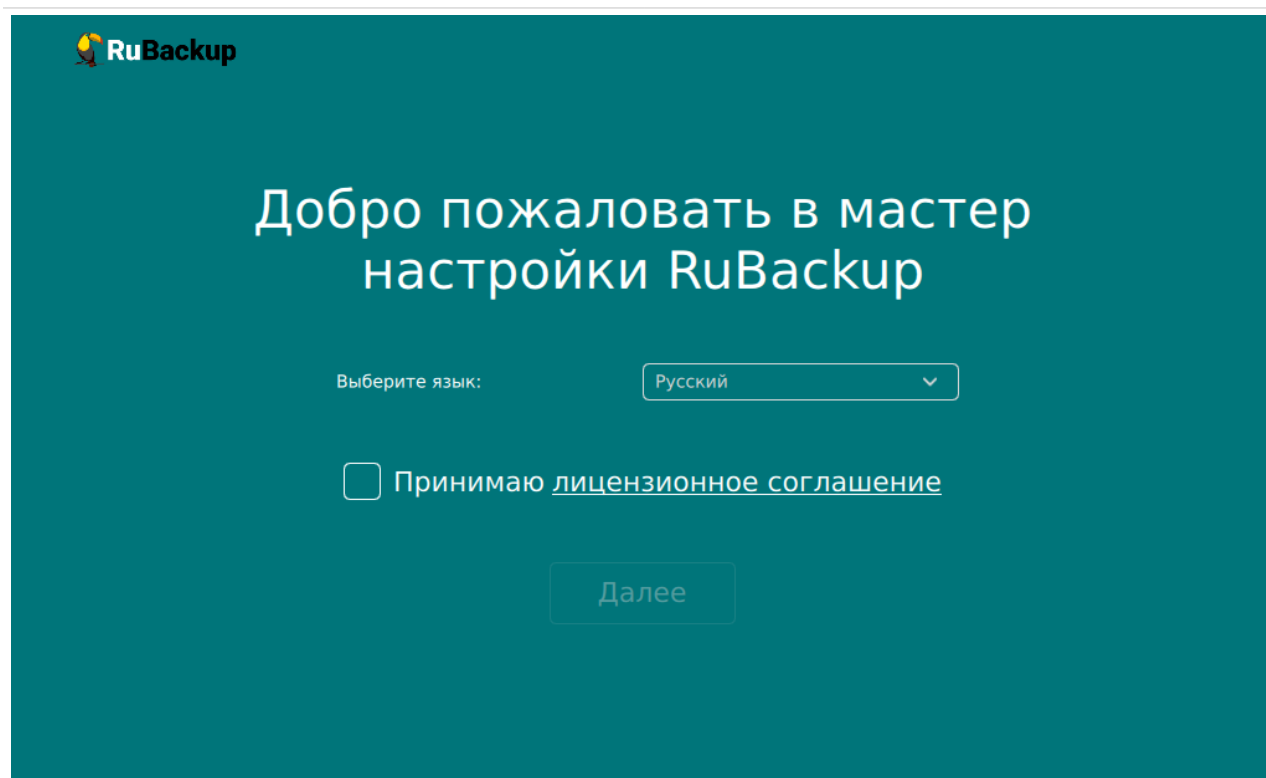 RuBackup
Добро пожаловать в мастер
настройки RuBackup
Выберите язык:
Русский
Принимаю лицензионное соглашение
Далее